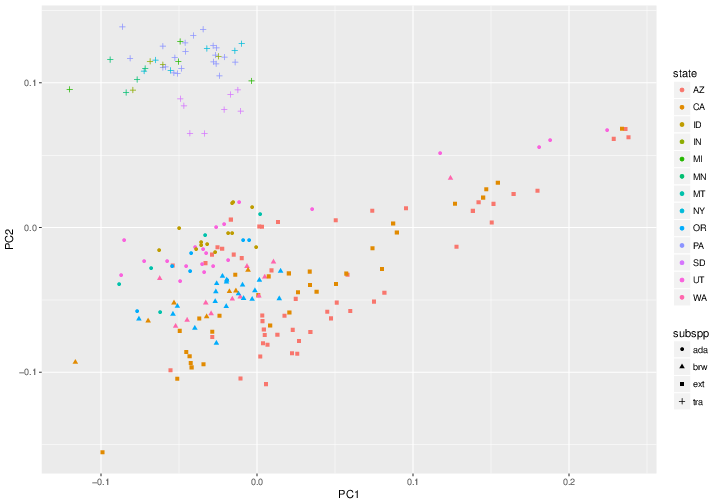 PC2
0.1
0.0
−0.1
−0.1
0.0
0.1
0.2
PC1
state
AZ
CA
ID
IN
MI
MN
MT
NY
OR
PA
SD
UT
WA
subspp
ada
brw
ext
tra